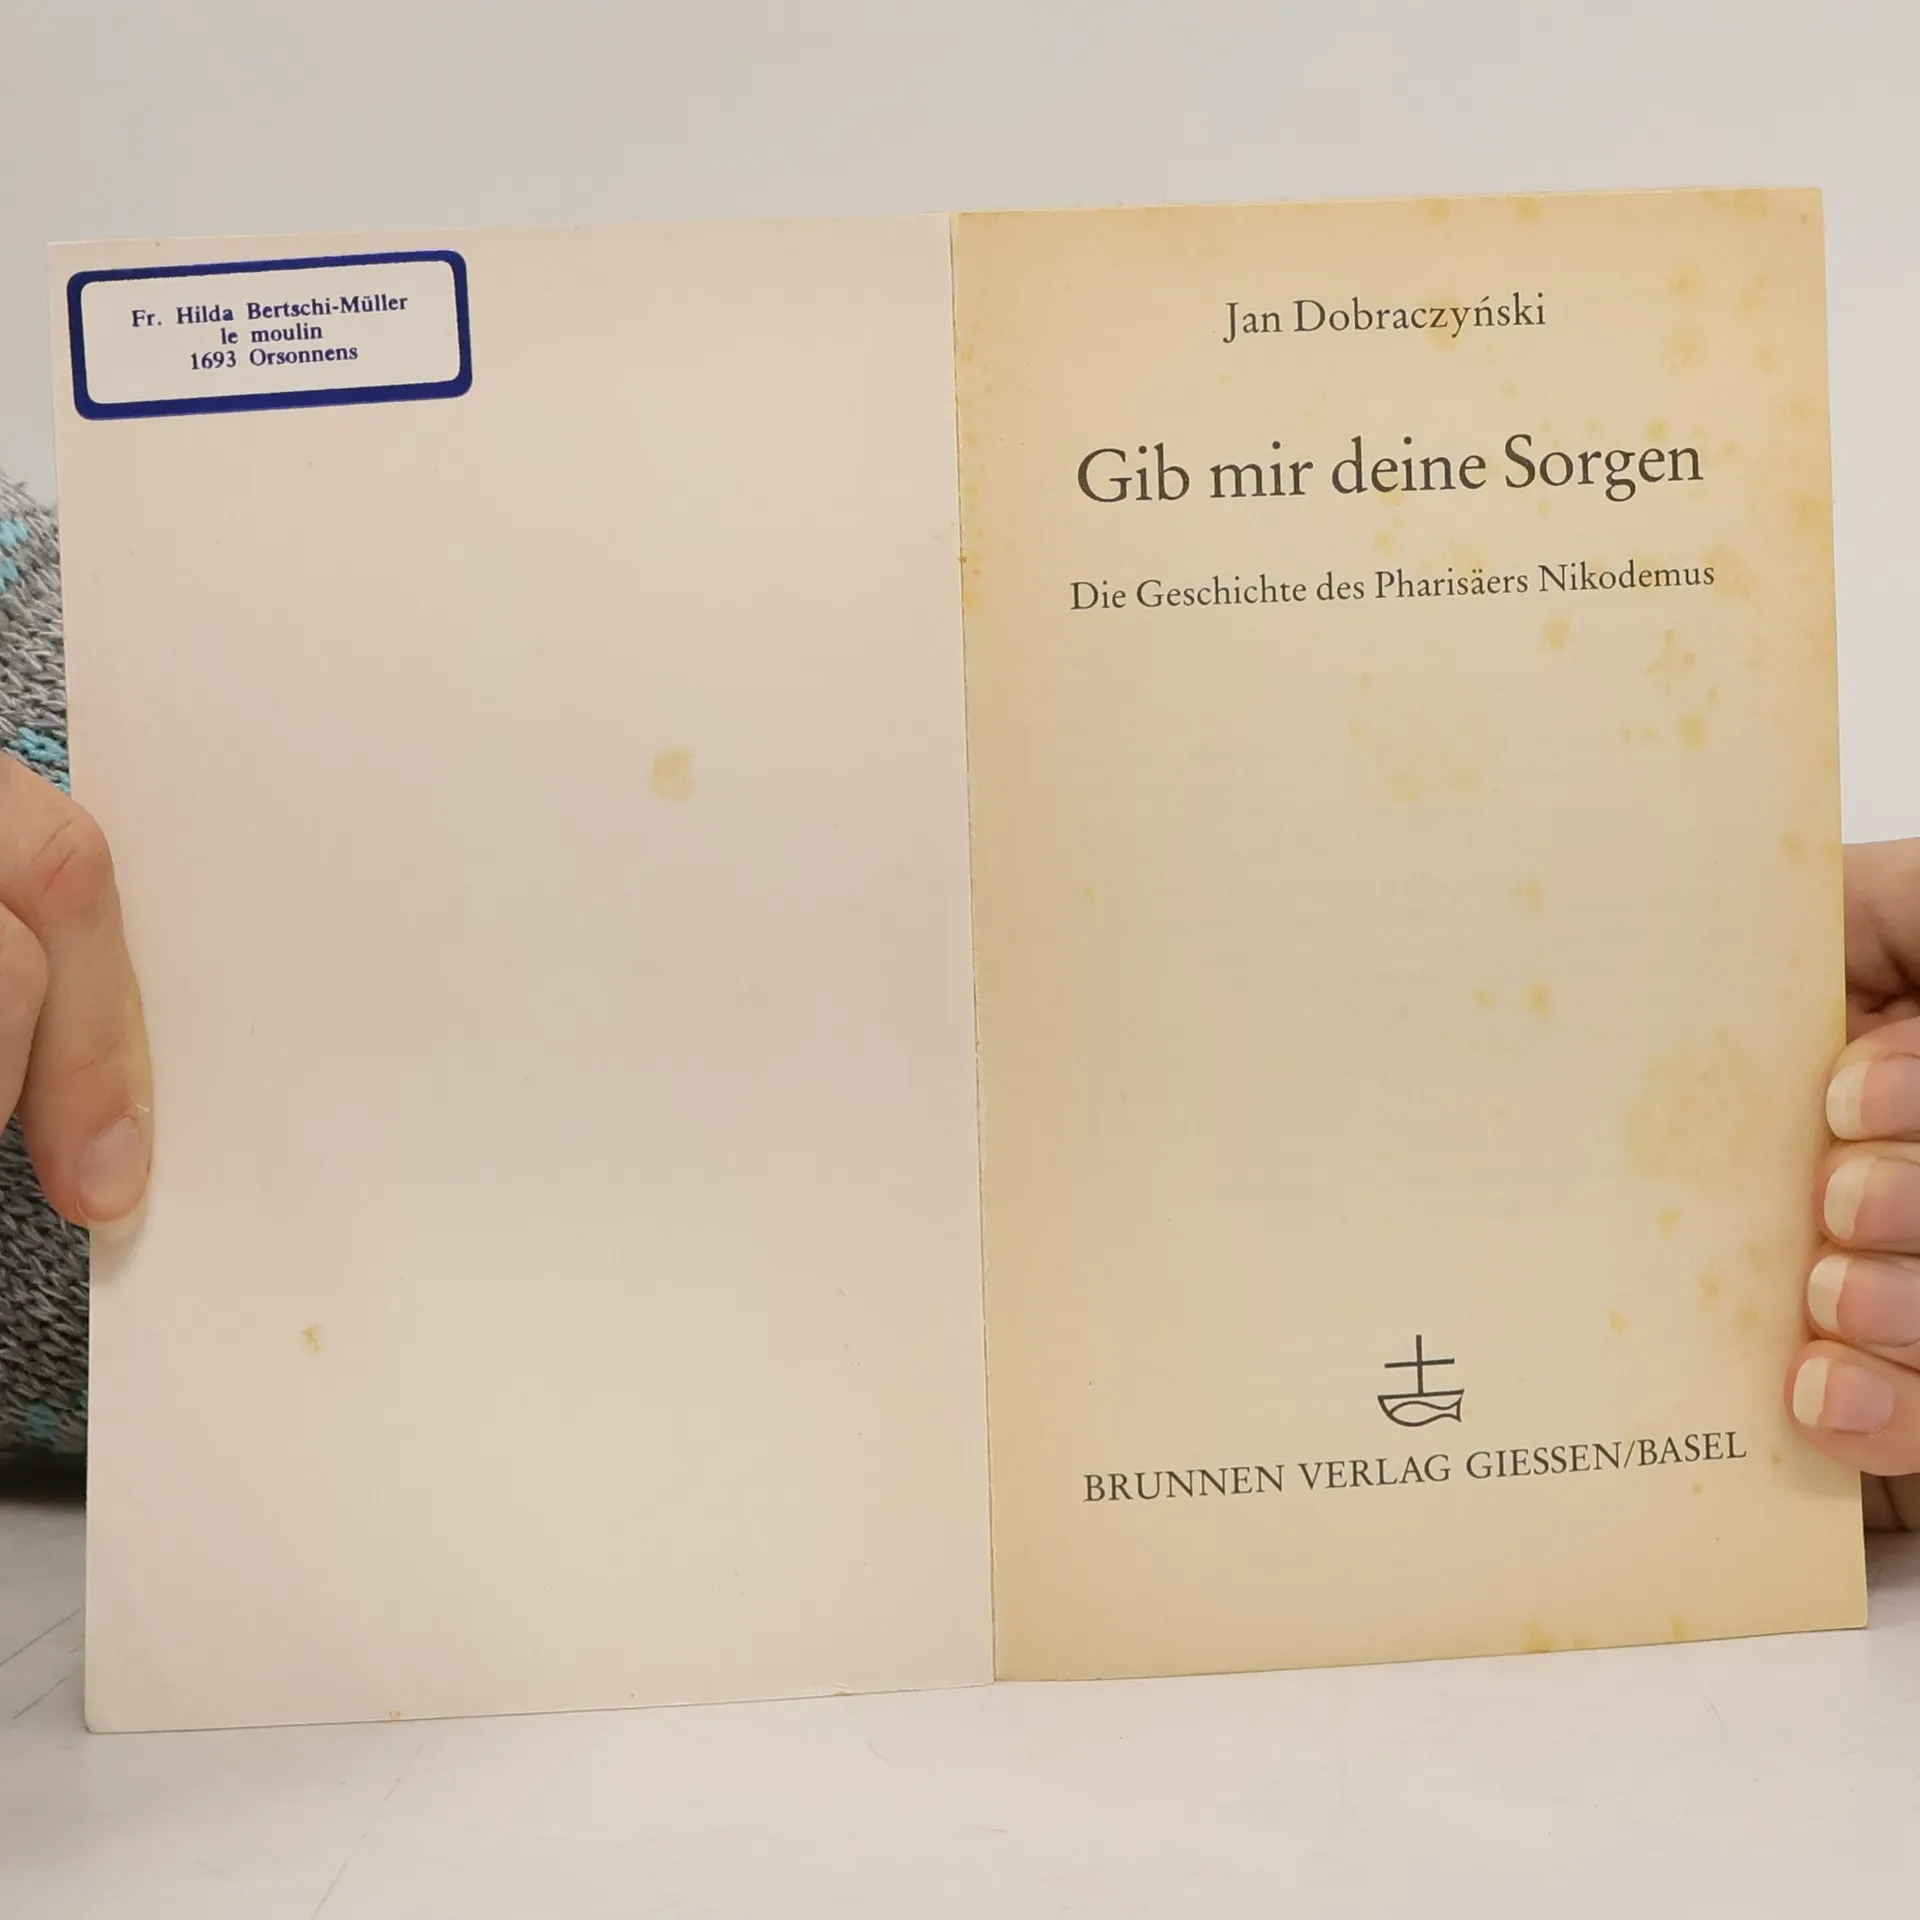 Fr. Hilda Bertschi-Müller
le moulin
1693 Orsonnens
Jan Dobraczyński
Gib mir deine Sorgen
Die Geschichte des Pharisäers Nikodemus
BRUNNEN VERLAG GIESSEN/BASEL